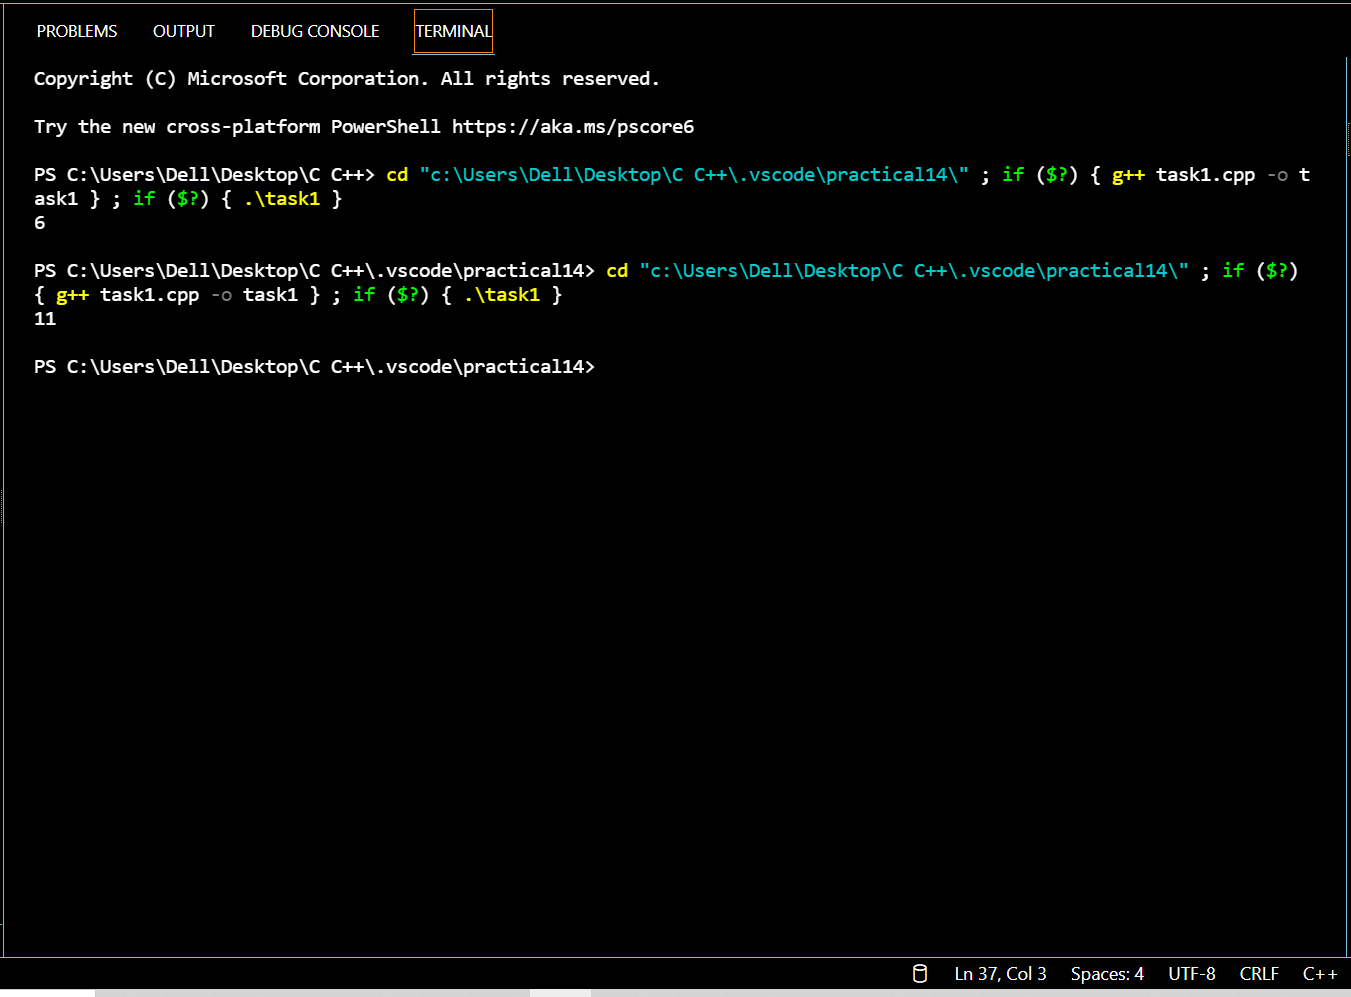 PROBLEMS OUTPUT DEBUG CONSOLE TERMINAL
Copyright (C) Microsoft Corporation. All rights reserved.
Try the new cross-platform PowerShell https://aka.ms/pscore6
PS C:\Users\Dell\Desktop\C C++> cd "c:\Users\Dell\Desktop\C C++\.vscode\practical14\" ; if ($?) { g++ task1.cpp -o t
ask1 } ; if ($?) { .\task1 }
6
PS C:\Users\Dell\Desktop\C C++\.vscode\practical14> cd "c:\Users\Dell\Desktop\C C++\.vscode\practical14\" ; if ($?)
{ g++ task1.cpp -o task1 } ; if ($?) { .\task1 }
11
PS C:\Users\Dell\Desktop\C C++\.vscode\practical14>
Ln 37, Col 3 Spaces: 4 UTF-8 CRLF C++